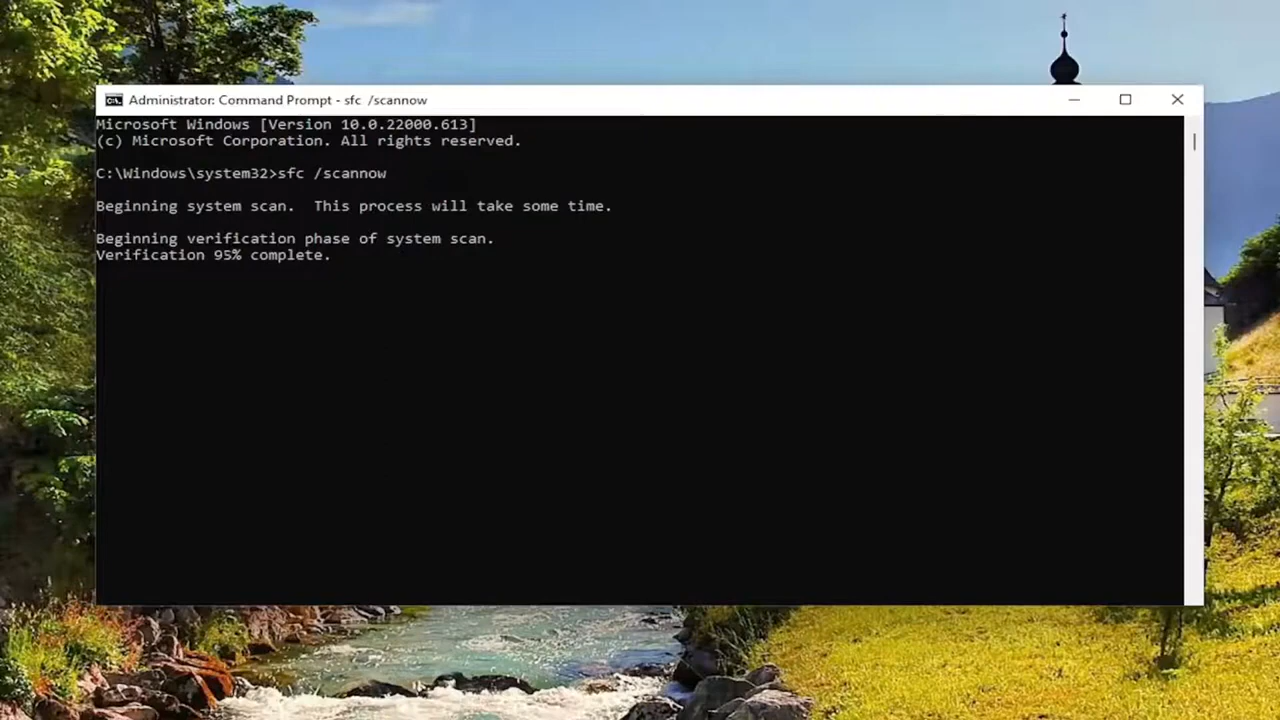 Administrator: Command Prompt - sfc  /scannow
Microsoft Windows [Version 10.0.22000.613]
(c) Microsoft Corporation. All rights reserved.
C:\Windows\system32>sfc /scannow
Beginning system scan.  This process will take some time.
Beginning verification phase of system scan.
Verification 95% complete.